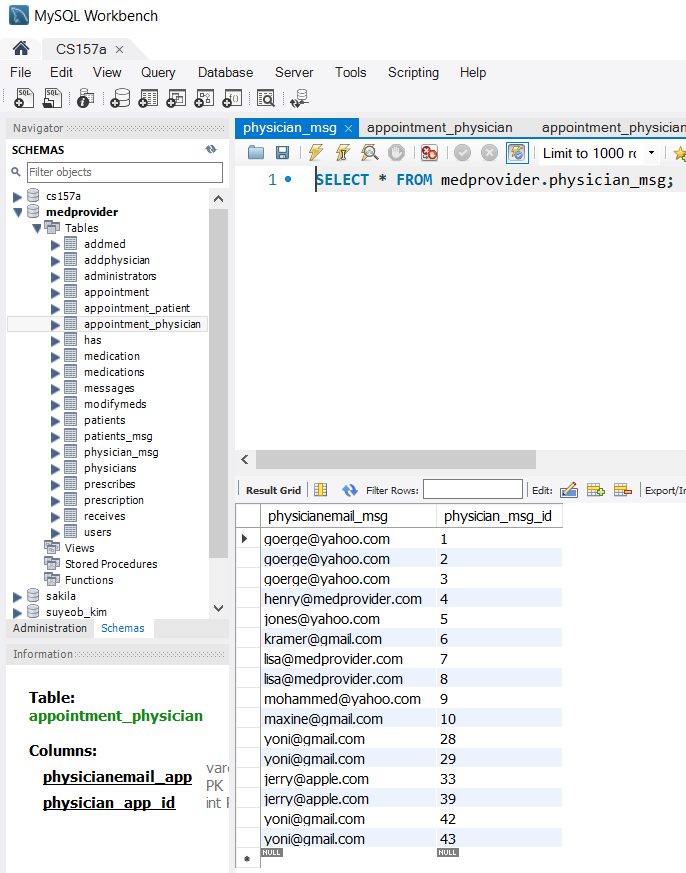 MySQL Workbench
CS157a ×
File Edit View Query Database Server Tools Scripting Help
Navigator
SCHEMAS
Filter objects
cs157a
medprovider
Tables
addmed
addphysician
administrators
appointment
appointment_patient
appointment_physician
has
medication
medications
messages
modifymeds
patients
patients_msg
physician_msg
physicians
prescribes
prescription
receives
users
Views
Stored Procedures
Functions
sakila
suyeob_kim
Administration Schemas
Information
Table:
appointment_physician
Columns:
physicianemail_app varc
PK
physician_app_id int P
physician_msg × appointment_physician appointment_physician
Limit to 1000 rc
1 SELECT * FROM medprovider.physician_msg;
Result Grid Filter Rows: Edit: Export/Im
physicianemail_msg physician_msg_id
goerge@yahoo.com 1
goerge@yahoo.com 2
goerge@yahoo.com 3
henry@medprovider.com 4
jones@yahoo.com 5
kramer@gmail.com 6
lisa@medprovider.com 7
lisa@medprovider.com 8
mohammed@yahoo.com 9
maxine@gmail.com 10
yoni@gmail.com 28
yoni@gmail.com 29
jerry@apple.com 33
jerry@apple.com 39
yoni@gmail.com 42
yoni@gmail.com 43
NULL NULL